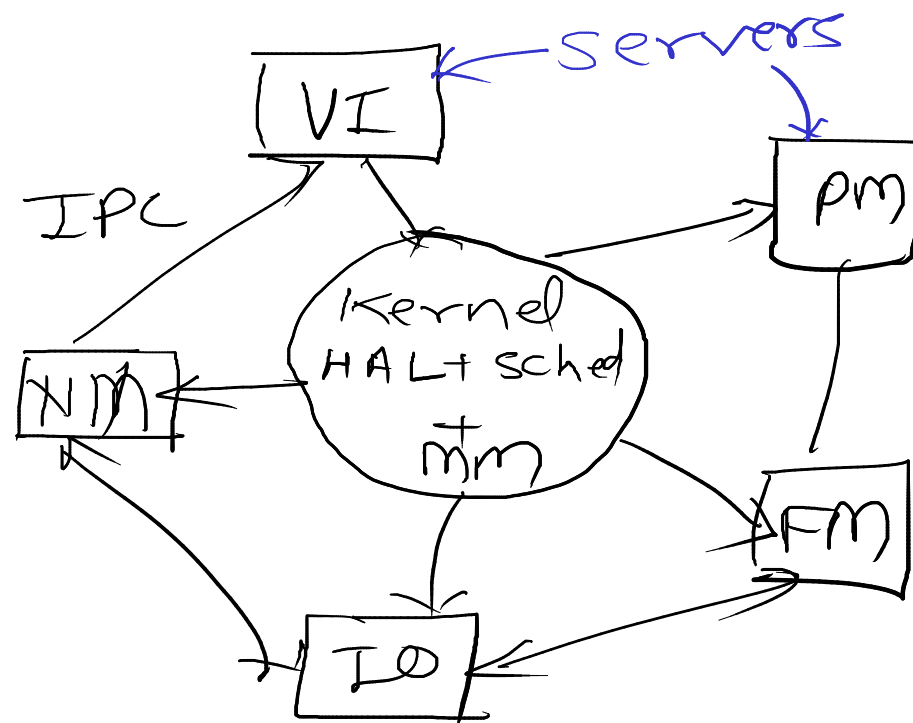 servers
VI
PM
IPC
Kernel
HAL+ sched
+
MM
NM
FM
IO